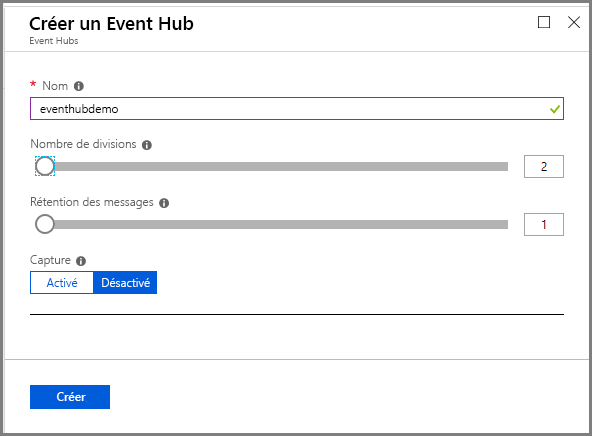 Créer un Event Hub
Event Hubs
* Nom
eventhubdemo
Nombre de divisions
2
Rétention des messages
1
Capture
Activé Désactivé
Créer